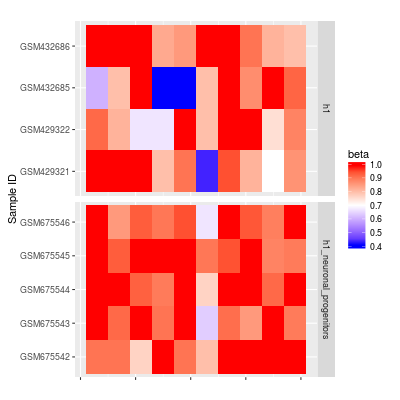 GSM432686
GSM432685
GSM429322
GSM429321
h1
GSM675546
GSM675545
GSM675544
GSM675543
GSM675542
h1_neuronal_progenitors
Sample ID
beta
1.0
0.9
0.8
0.7
0.6
0.5
0.4